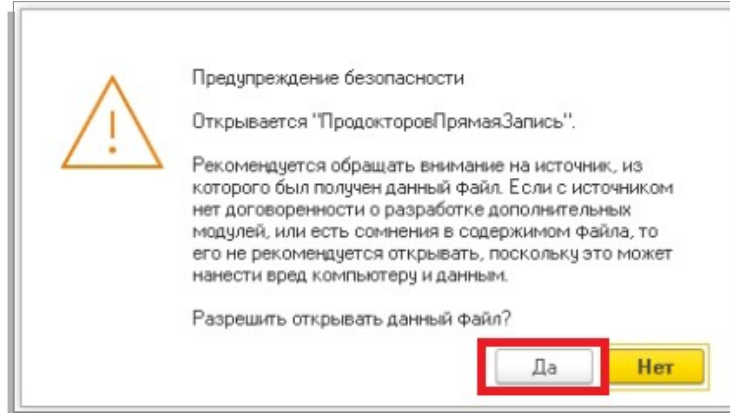 Предупреждение безопасности
Открывается "ПродокторовПрямаяЗапись".
Рекомендуется обращать внимание на источник, из
которого был получен данный файл. Если с источником
нет договоренности о разработке дополнительных
модулей, или есть сомнения в содержимом файла, то
его не рекомендуется открывать, поскольку это может
нанести вред компьютеру и данным.
Разрешить открывать данный файл?
Да Нет